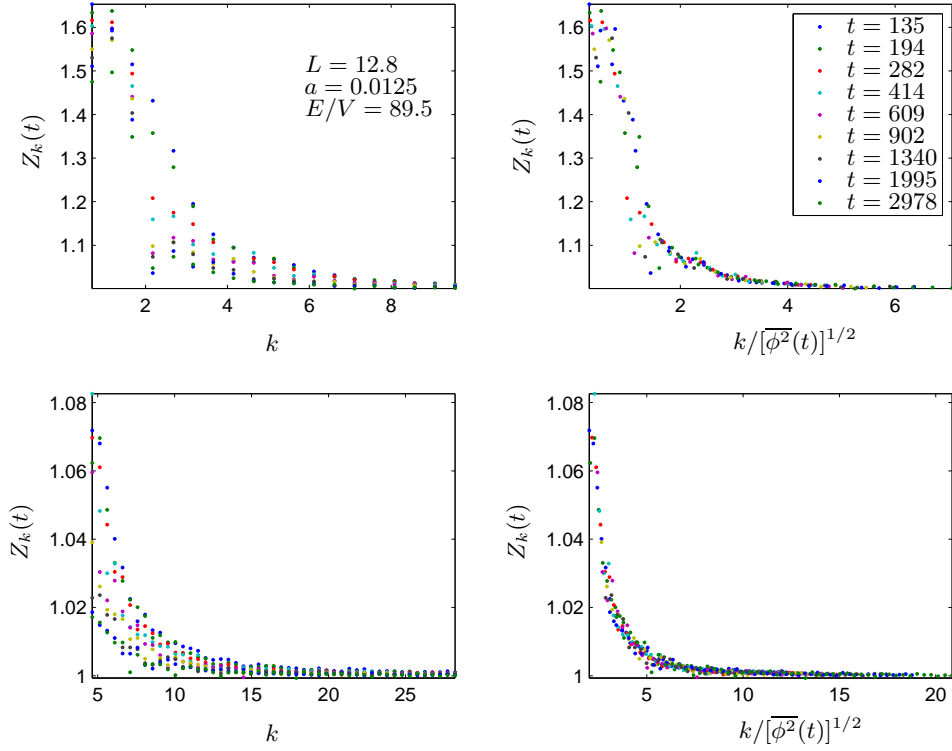 1.6
1.5
1.4
1.3
1.2
1.1
Z_k(t)
L = 12.8
a = 0.0125
E/V = 89.5
2 4 6 8
k
1.6
1.5
1.4
1.3
1.2
1.1
Z_k(t)
t = 135
t = 194
t = 282
t = 414
t = 609
t = 902
t = 1340
t = 1995
t = 2978
2 4 6
k/[\overline{ϕ^2}(t)]^{1/2}
1.08
1.06
1.04
1.02
1
Z_k(t)
5 10 15 20 25
k
1.08
1.06
1.04
1.02
1
Z_k(t)
5 10 15 20
k/[\overline{ϕ^2}(t)]^{1/2}